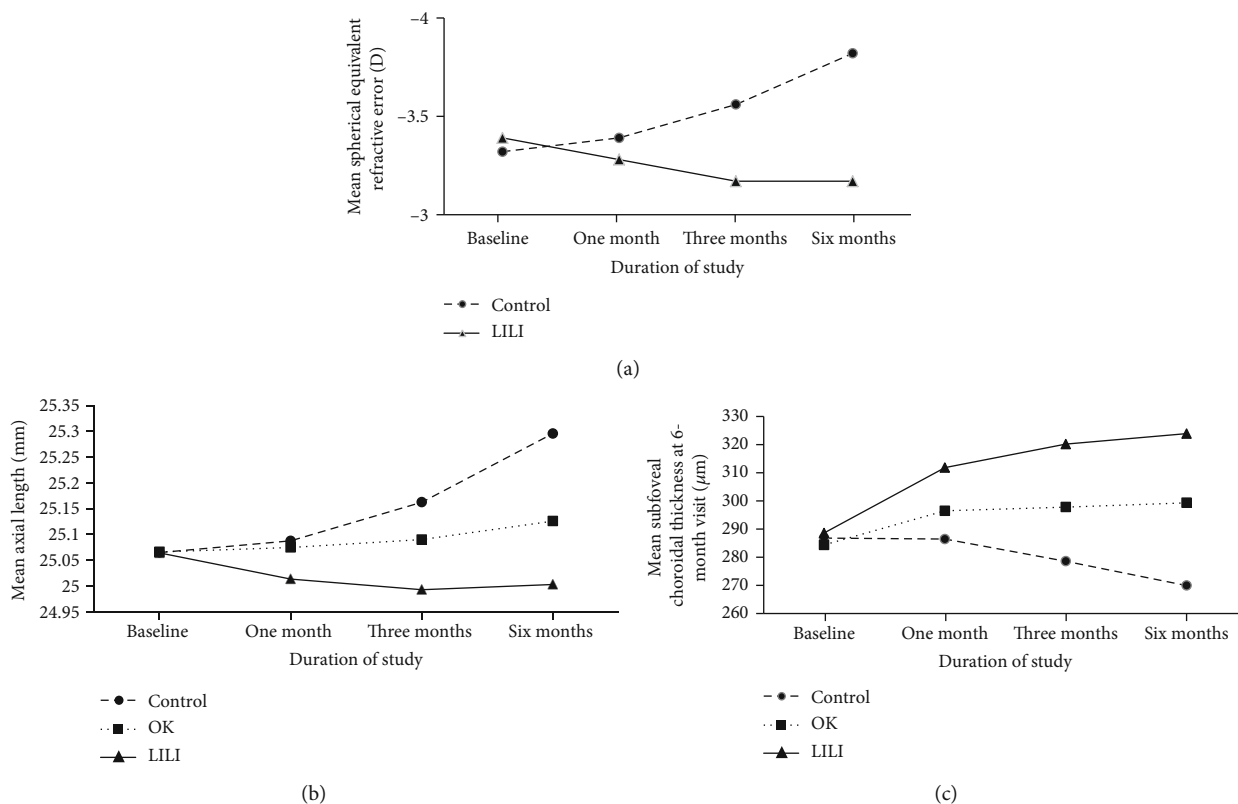 Mean spherical equivalent
refractive error (D)
−4
−3.5
−3
Baseline
One month
Three months
Six months
Duration of study
Control
LILI
(a)
Mean axial length (mm)
25.35
25.3
25.25
25.2
25.15
25.1
25.05
25
24.95
Baseline
One month
Three months
Six months
Duration of study
Control
OK
LILI
(b)
Mean subfoveal
choroidal thickness at 6-
month visit (μm)
330
320
310
300
290
280
270
260
Baseline
One month
Three months
Six months
Duration of study
Control
OK
LILI
(c)